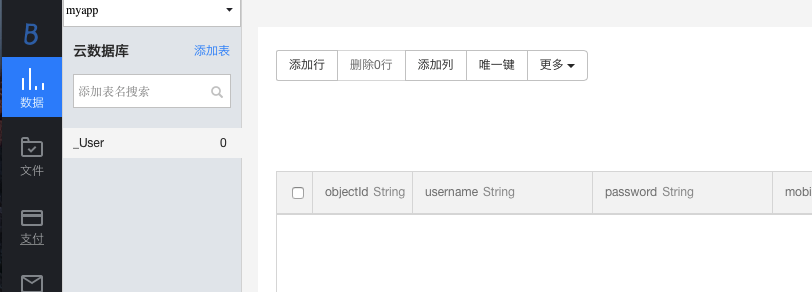 myapp
B
云数据库 添加表
添加表名搜索
_User 0
数据
文件
支付
添加行 删除0行 添加列 唯一键 更多
objectId String username String password String mobi